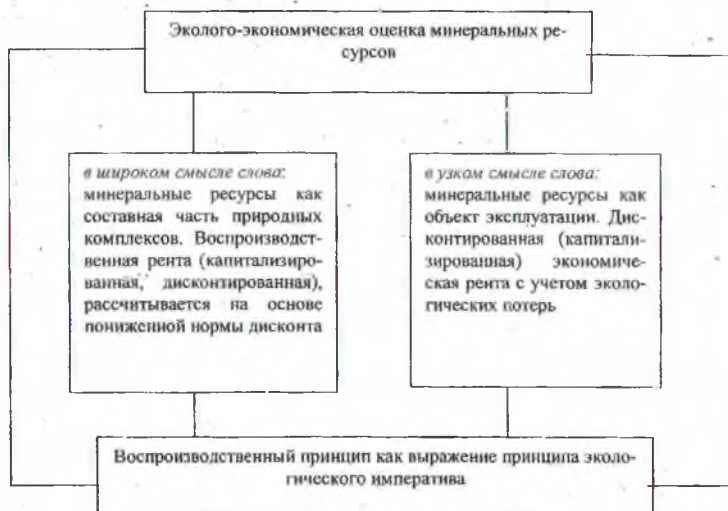 Эколого-экономическая оценка минеральных ре-
сурсов
в широком смысле слова:
минеральные ресурсы как
составная часть природных
комплексов. Воспроизводст-
венная рента (капитализиро-
ванная, дисконтированная),
рассчитывается на основе
пониженной нормы дисконта
в узком смысле слова:
минеральные ресурсы как
объект эксплуатации. Дис-
контированная (капитали-
зированная) экономиче-
ская рента с учетом эколо-
гических потерь
Воспроизводственный принцип как выражение принципа эколо-
гического императива